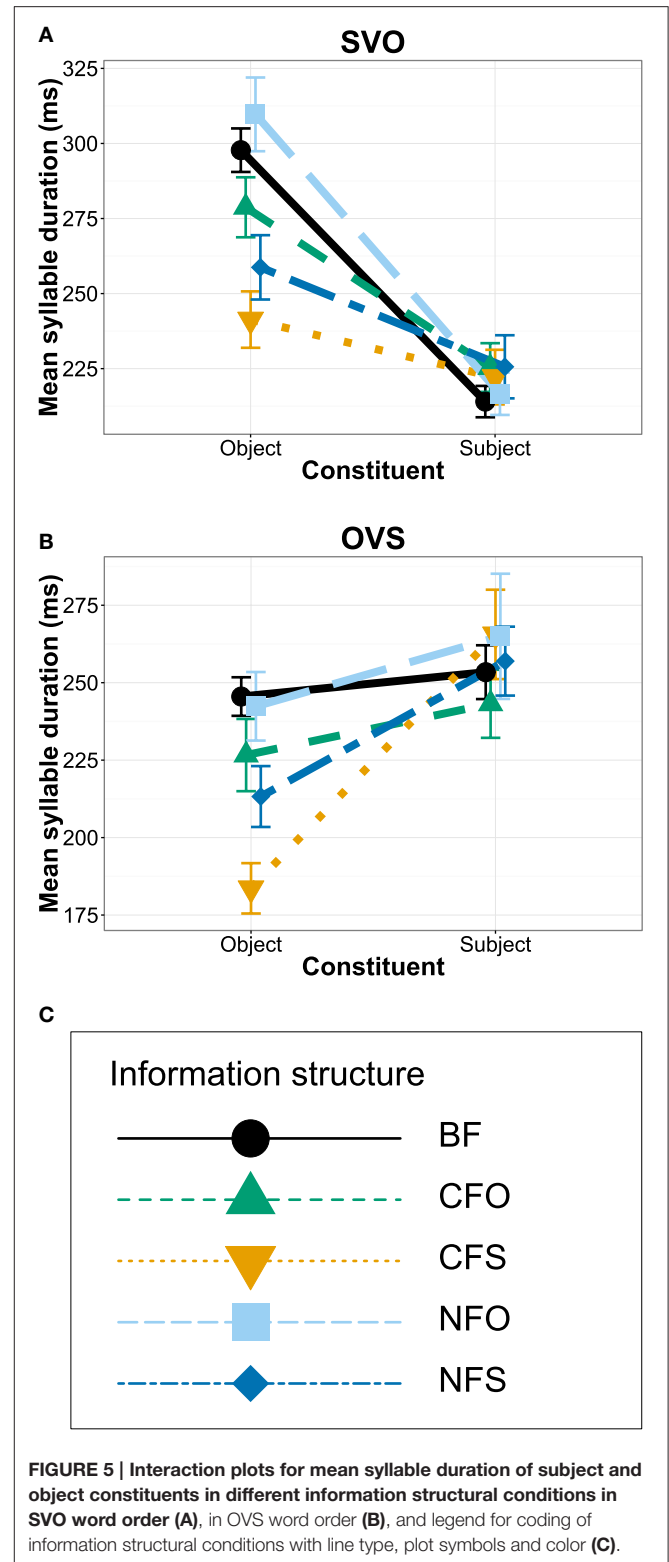 A
SVO
Mean syllable duration (ms)
325
300
275
250
225
Object
Subject
Constituent
B
OVS
Mean syllable duration (ms)
275
250
225
200
175
Object
Subject
Constituent
C
Information structure
BF
CFO
CFS
NFO
NFS
FIGURE 5 | Interaction plots for mean syllable duration of subject and
object constituents in different information structural conditions in
SVO word order (A), in OVS word order (B), and legend for coding of
information structural conditions with line type, plot symbols and color (C).